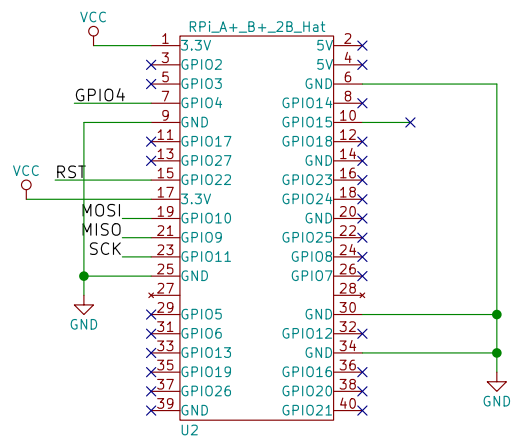 VCC
RPi_A+_B+_2B_Hat
1 3.3V 5V 2
3 GPIO2 5V 4
5 GPIO3 GND 6
GPIO4 7 GPIO4 GPIO14 8
9 GND GPIO15 10
11 GPIO17 GPIO18 12
13 GPIO27 GND 14
VCC RST 15 GPIO22 GPIO23 16
17 3.3V GPIO24 18
MOSI 19 GPIO10 GND 20
MISO 21 GPIO9 GPIO25 22
SCK 23 GPIO11 GPIO8 24
25 GND GPIO7 26
27 28
GND
29 GPIO5 GND 30
31 GPIO6 GPIO12 32
33 GPIO13 GND 34
35 GPIO19 GPIO16 36
37 GPIO26 GPIO20 38
GND
39 GND GPIO21 40
U2